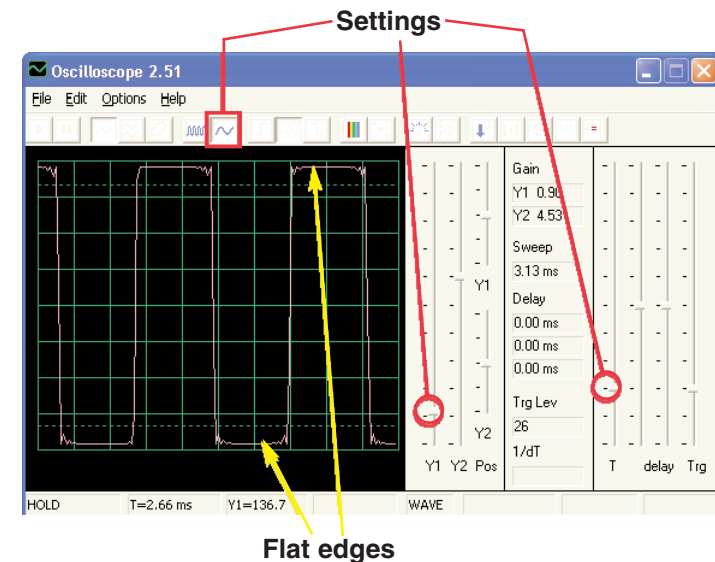 Settings
Oscilloscope 2.51
File Edit Options Help
Gain
Y1 0.90
Y2 4.53
Sweep
3.13 ms
Delay
0.00 ms
0.00 ms
0.00 ms
Trg Lev
26
1/dT
Y1
Y2
Y1 Y2 Pos
T delay Trg
HOLD T=2.66 ms Y1=136.7 WAVE
Flat edges